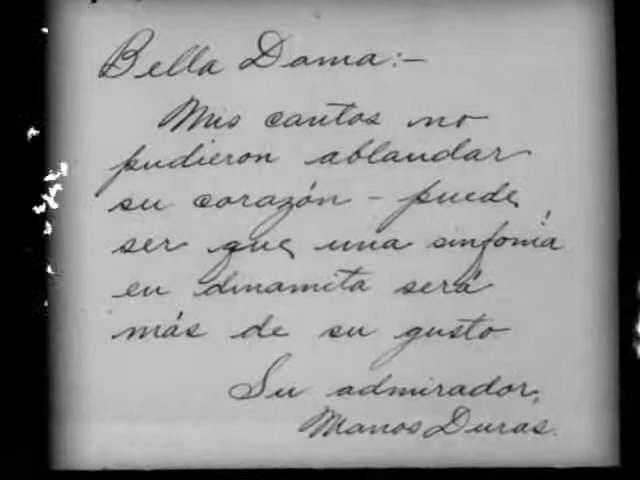 Bella Dama:-
Mis cantos no
pudieron ablandar
su corazón - puede
ser que una sinfonía
en dinamita será
más de su gusto
Su admirador,
Manos Duras.